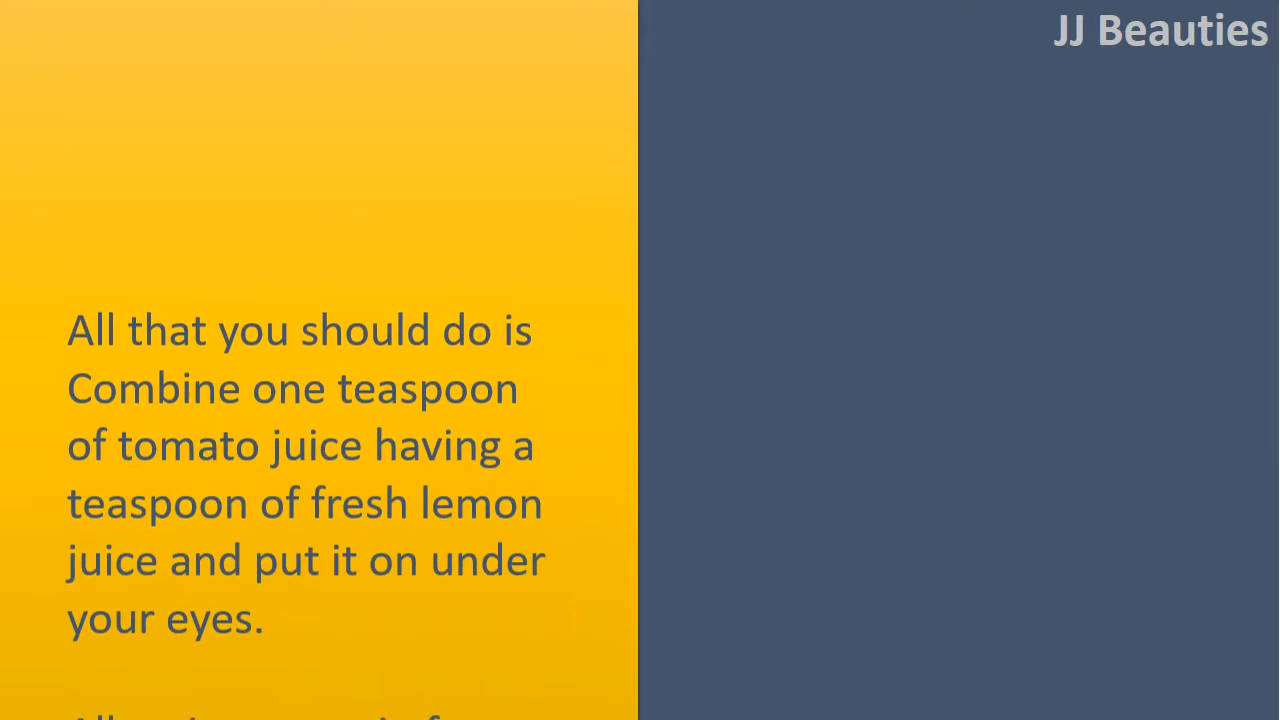 JJ Beauties
All that you should do is
Combine one teaspoon
of tomato juice having a
teaspoon of fresh lemon
juice and put it on under
your eyes.